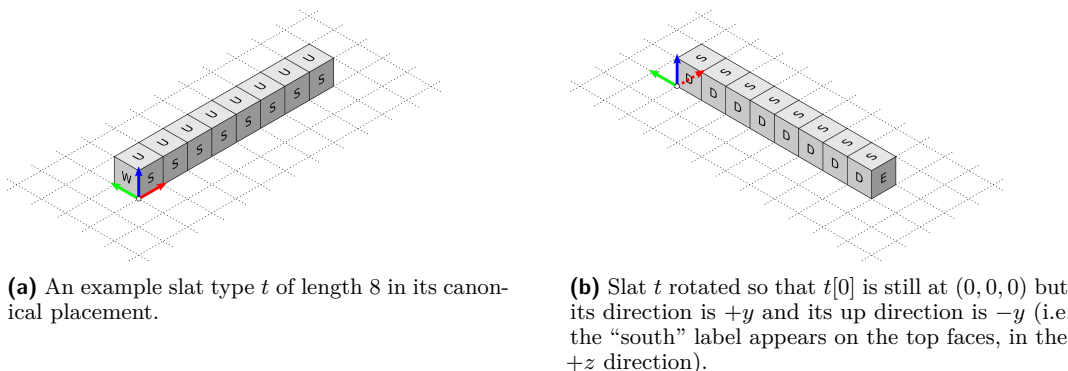 U U U U U U U U
W S S S S S S S S
S S S S S S S S
D D D D D D D D E
(a) An example slat type t of length 8 in its canon-
ical placement.
(b) Slat t rotated so that t[0] is still at (0, 0, 0) but
its direction is +y and its up direction is −y (i.e.
the “south” label appears on the top faces, in the
+z direction).